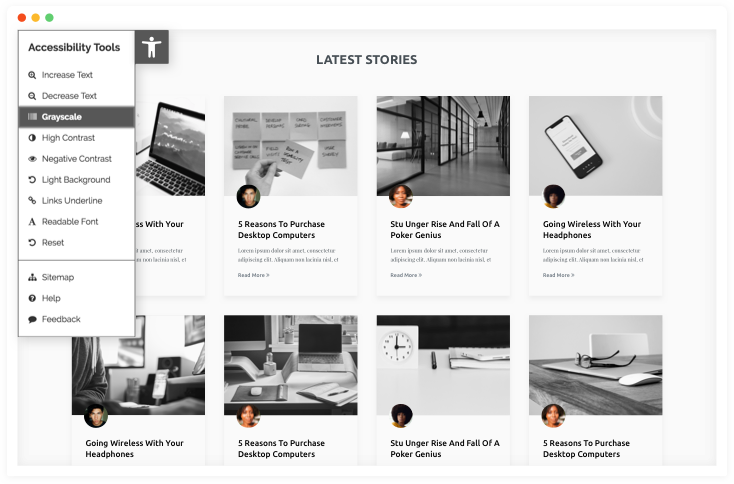 Accessibility Tools
Increase Text
Decrease Text
Grayscale
High Contrast
Negative Contrast
Light Background
Links Underline
Readable Font
Reset
Sitemap
Help
Feedback
LATEST STORIES
less With Your
sit amet, consectetur
n lacinia nisl, et
RUN A USABILITY TEST
5 Reasons To Purchase
Desktop Computers
Lorem ipsum dolor sit amet, consectetur
adipiscing elit. Aliquam non lacinia nisl, et
Read More >
Stu Unger Rise And Fall Of A
Poker Genius
Lorem ipsum dolor sit amet, consectetur
adipiscing elit. Aliquam non lacinia nisl, et
Read More >
Going Wireless With Your
Headphones
Lorem ipsum dolor sit amet, consectetur
adipiscing elit. Aliquam non lacinia nisl, et
Read More >
Going Wireless With Your
Headphones
5 Reasons To Purchase
Desktop Computers
Stu Unger Rise And Fall Of A
Poker Genius
5 Reasons To Purchase
Desktop Computers